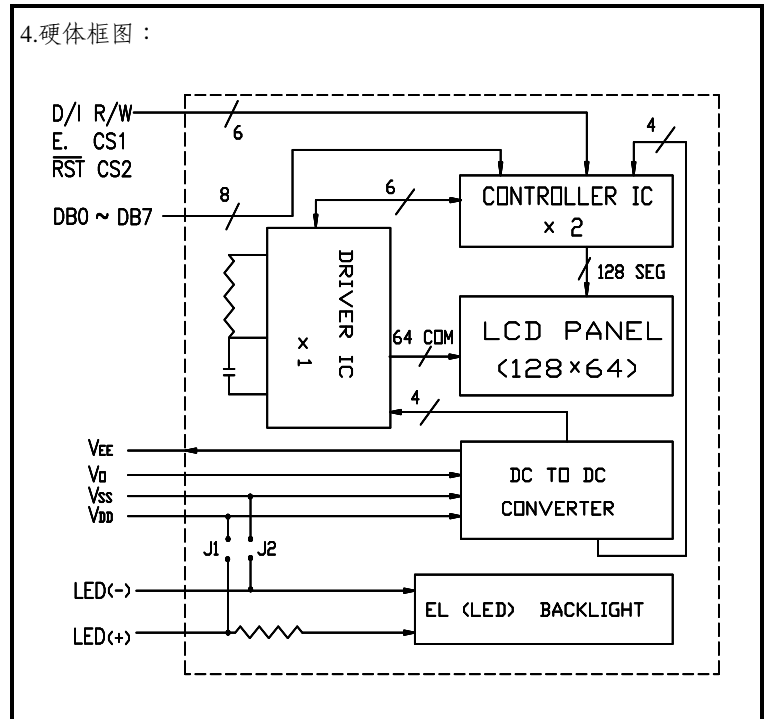 4.硬体框图：
D/I R/W
E. CS1
RST CS2
DB0 ~ DB7
6
8
6
4
CONTROLLER IC
× 2
DRIVER IC
× 1
128 SEG
64 COM
LCD PANEL
(128×64)
4
VEE
VO
VSS
VDD
DC TO DC
CONVERTER
J1
J2
LED(-)
LED(+)
EL (LED) BACKLIGHT